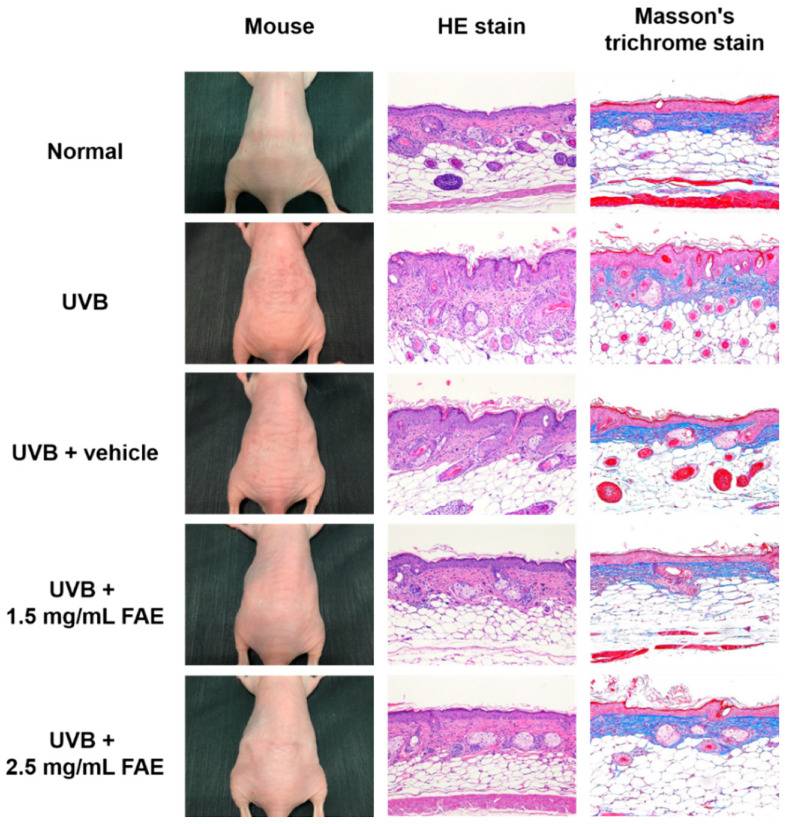 Mouse
HE stain
Masson's
trichrome stain
Normal
UVB
UVB + vehicle
UVB +
1.5 mg/mL FAE
UVB +
2.5 mg/mL FAE